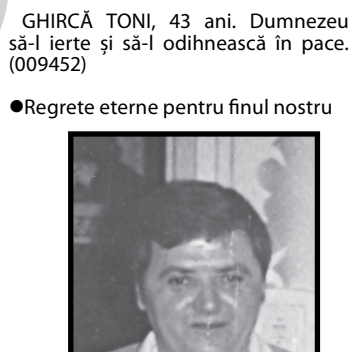 GHIRCĂ TONI, 43 ani. Dumnezeu
să-l ierte și să-l odihnească în pace.
(009452)
●Regrete eterne pentru finul nostru